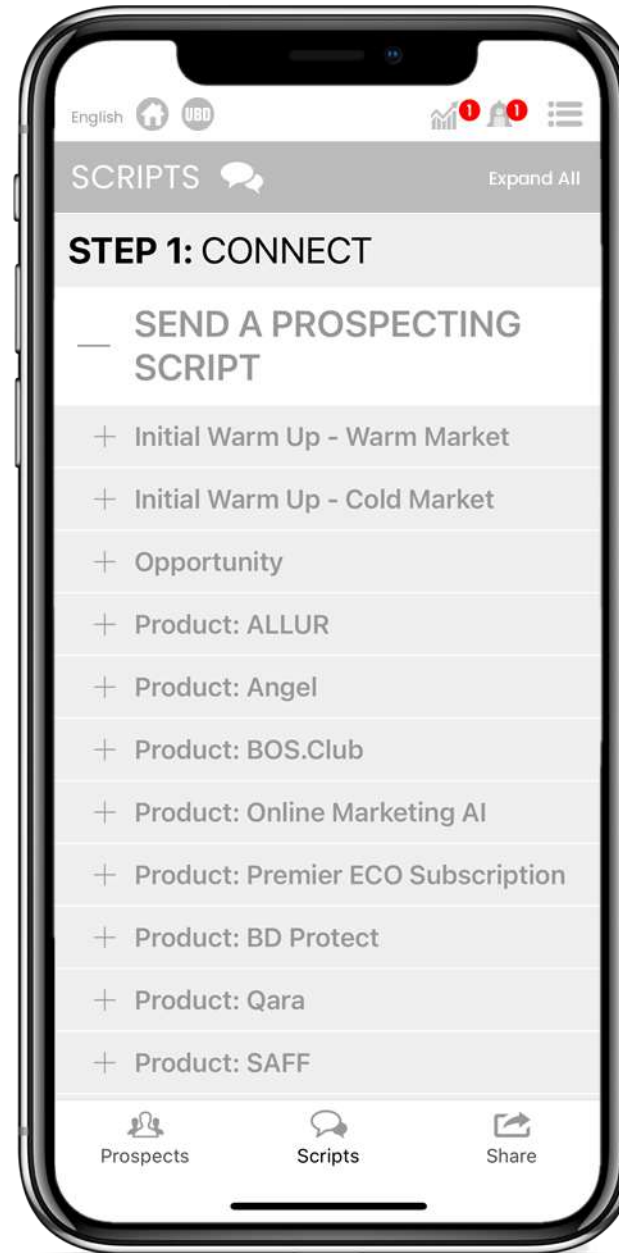 English UBD 1 1
SCRIPTS Expand All
STEP 1: CONNECT
SEND A PROSPECTING
SCRIPT
Initial Warm Up - Warm Market
Initial Warm Up - Cold Market
Opportunity
Product: ALLUR
Product: Angel
Product: BOS.Club
Product: Online Marketing AI
Product: Premier ECO Subscription
Product: BD Protect
Product: Qara
Product: SAFF
Prospects Scripts Share